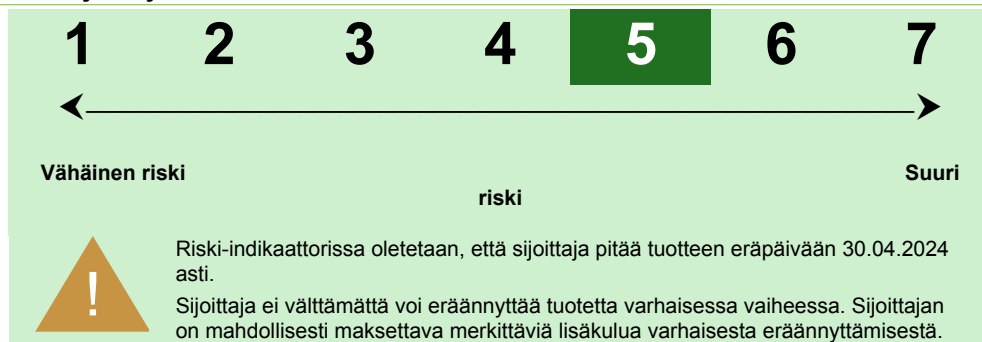 1 2 3 4 5 6 7
Vähäinen riski Suuri
riski
! Riski-indikaattorissa oletetaan, että sijoittaja pitää tuotteen eräpäivään 30.04.2024
asti.
Sijoittaja ei välttämättä voi eräännyttää tuotetta varhaisessa vaiheessa. Sijoittajan
on mahdollisesti maksettava merkittäviä lisäkulua varhaisesta eräännyttämisestä.